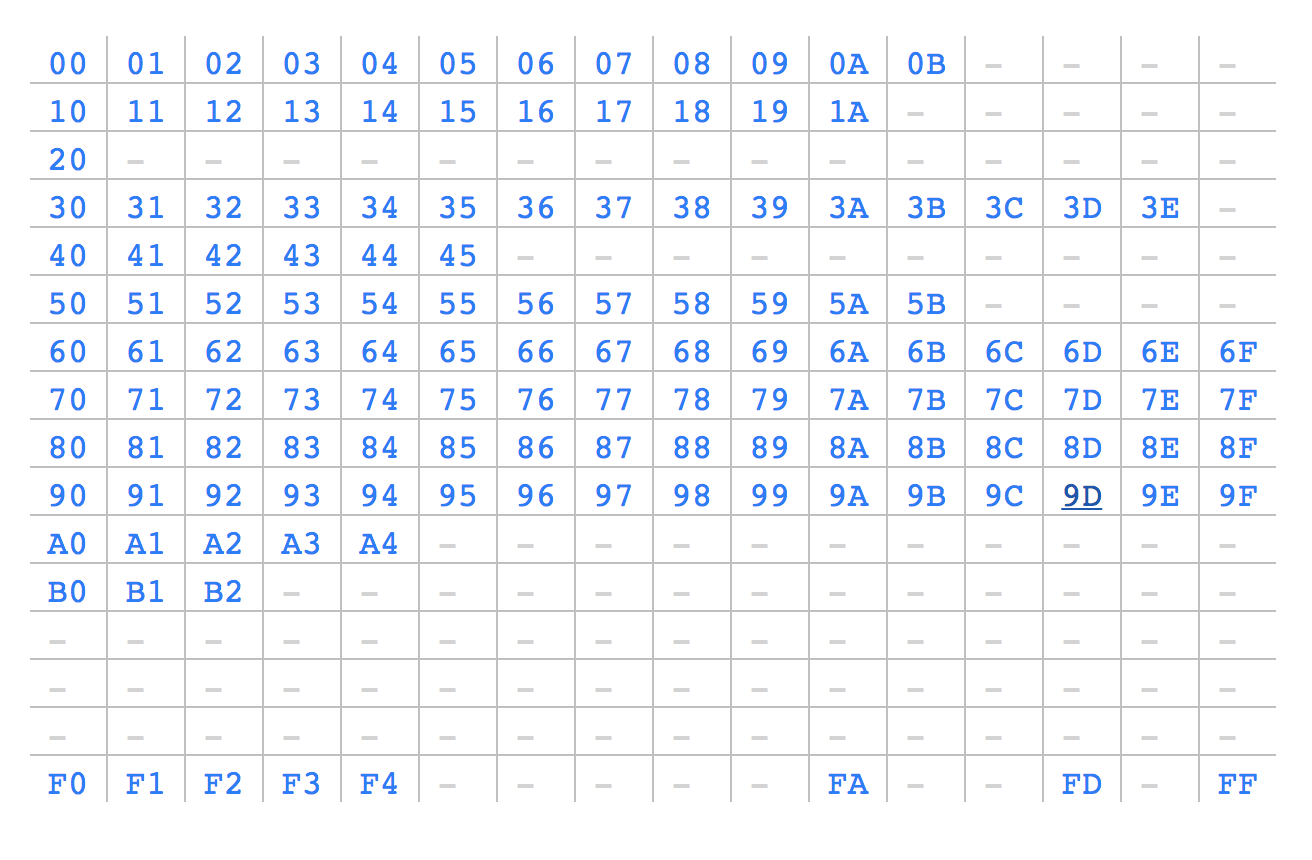 00 01 02 03 04 05 06 07 08 09 0A 0B – – – –
10 11 12 13 14 15 16 17 18 19 1A – – – – –
20 – – – – – – – – – – – – – – –
30 31 32 33 34 35 36 37 38 39 3A 3B 3C 3D 3E –
40 41 42 43 44 45 – – – – – – – – – –
50 51 52 53 54 55 56 57 58 59 5A 5B – – – –
60 61 62 63 64 65 66 67 68 69 6A 6B 6C 6D 6E 6F
70 71 72 73 74 75 76 77 78 79 7A 7B 7C 7D 7E 7F
80 81 82 83 84 85 86 87 88 89 8A 8B 8C 8D 8E 8F
90 91 92 93 94 95 96 97 98 99 9A 9B 9C 9D 9E 9F
A0 A1 A2 A3 A4 – – – – – – – – – – –
B0 B1 B2 – – – – – – – – – – – – –
– – – – – – – – – – – – – – – –
– – – – – – – – – – – – – – – –
– – – – – – – – – – – – – – – –
F0 F1 F2 F3 F4 – – – – – FA – – FD – FF